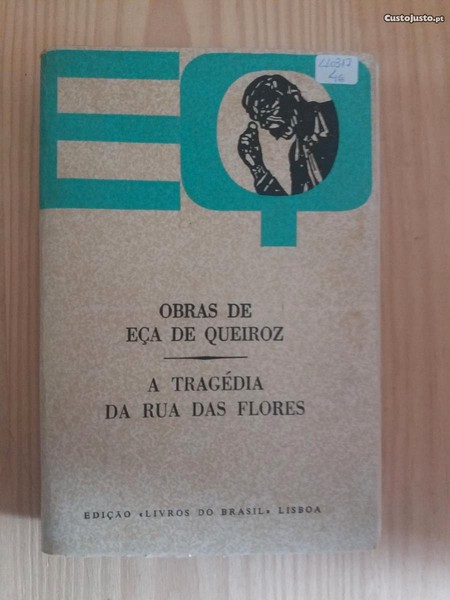 CustoJusto.pt
EQ
OBRAS DE
EÇA DE QUEIROZ
A TRAGÉDIA
DA RUA DAS FLORES
EDIÇÃO «LIVROS DO BRASIL» LISBOA